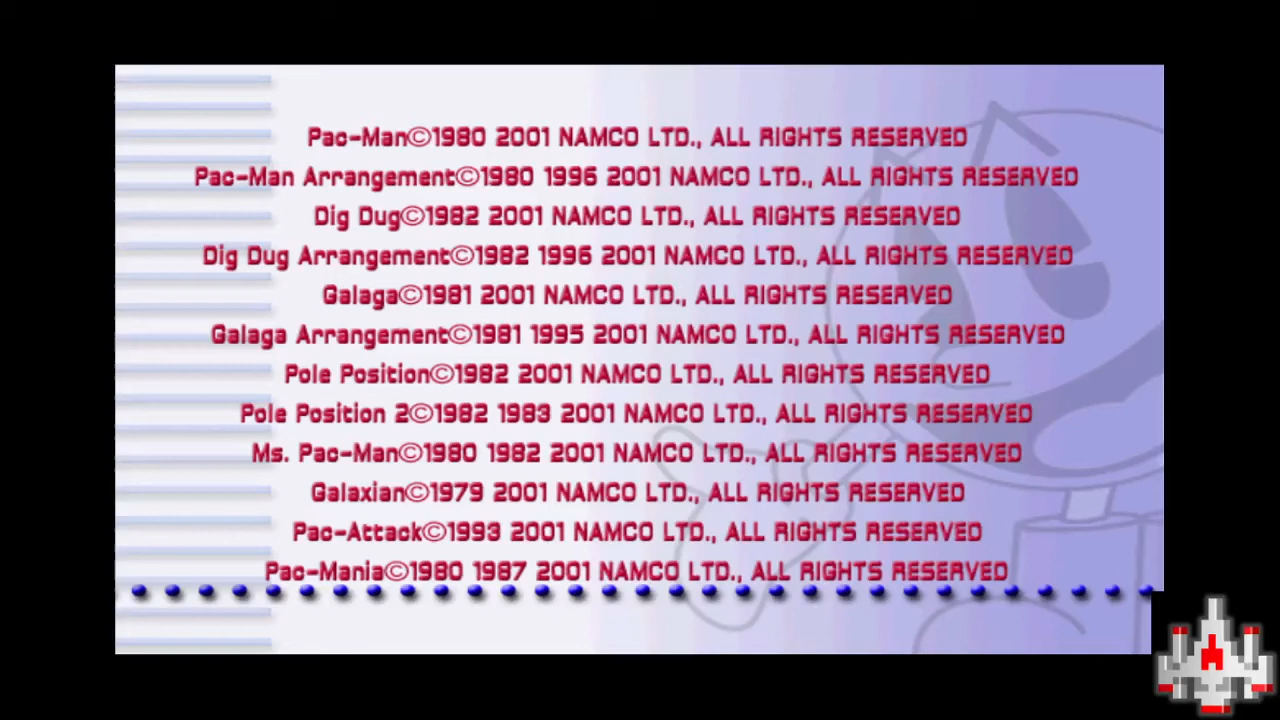 Pac-Man©1980 2001 NAMCO LTD., ALL RIGHTS RESERVED
Pac-Man Arrangement©1980 1996 2001 NAMCO LTD., ALL RIGHTS RESERVED
Dig Dug©1982 2001 NAMCO LTD., ALL RIGHTS RESERVED
Dig Dug Arrangement©1982 1996 2001 NAMCO LTD., ALL RIGHTS RESERVED
Galaga©1981 2001 NAMCO LTD., ALL RIGHTS RESERVED
Galaga Arrangement©1981 1995 2001 NAMCO LTD., ALL RIGHTS RESERVED
Pole Position©1982 2001 NAMCO LTD., ALL RIGHTS RESERVED
Pole Position 2©1982 1983 2001 NAMCO LTD., ALL RIGHTS RESERVED
Ms. Pac-Man©1980 1982 2001 NAMCO LTD., ALL RIGHTS RESERVED
Galaxian©1979 2001 NAMCO LTD., ALL RIGHTS RESERVED
Pac-Attack©1993 2001 NAMCO LTD., ALL RIGHTS RESERVED
Pac-Mania©1980 1987 2001 NAMCO LTD., ALL RIGHTS RESERVED